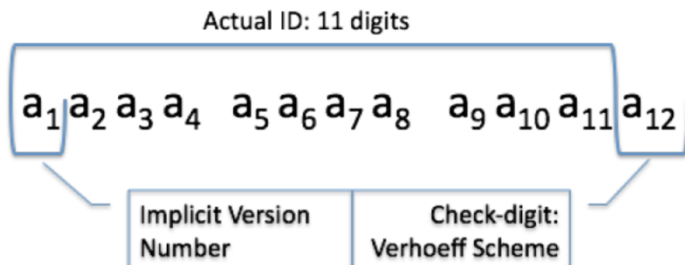 Actual ID: 11 digits
a₁ a₂ a₃ a₄ a₅ a₆ a₇ a₈ a₉ a₁₀ a₁₁ a₁₂
Implicit Version
Number
Check-digit:
Verhoeff Scheme